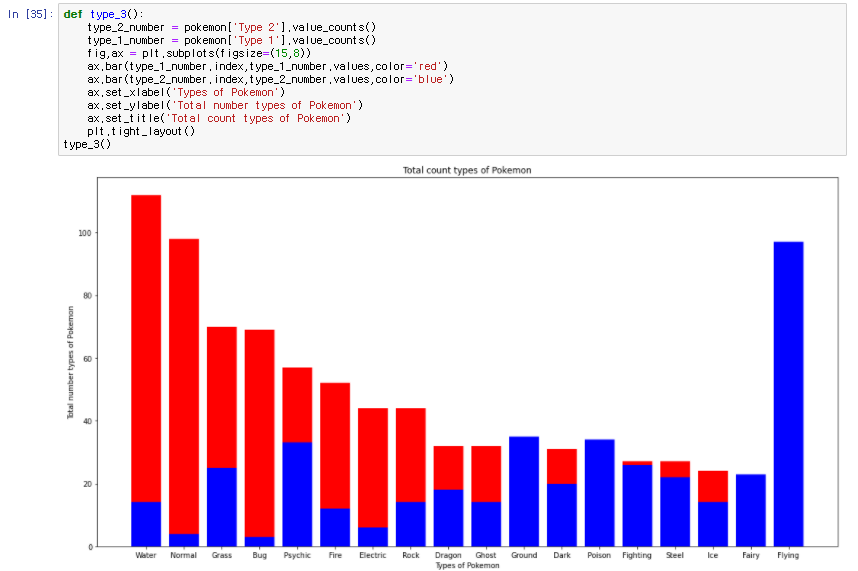 In [35]:
def type_3():
    type_2_number = pokemon['Type 2'].value_counts()
    type_1_number = pokemon['Type 1'].value_counts()
    fig,ax = plt.subplots(figsize=(15,8))
    ax.bar(type_1_number.index,type_1_number.values,color='red')
    ax.bar(type_2_number.index,type_2_number.values,color='blue')
    ax.set_xlabel('Types of Pokemon')
    ax.set_ylabel('Total number types of Pokemon')
    ax.set_title('Total count types of Pokemon')
    plt.tight_layout()
type_3()
Total count types of Pokemon
Total number types of Pokemon
100
80
60
40
20
0
Water Normal Grass Bug Psychic Fire Electric Rock Dragon Ghost Ground Dark Poison Fighting Steel Ice Fairy Flying
Types of Pokemon